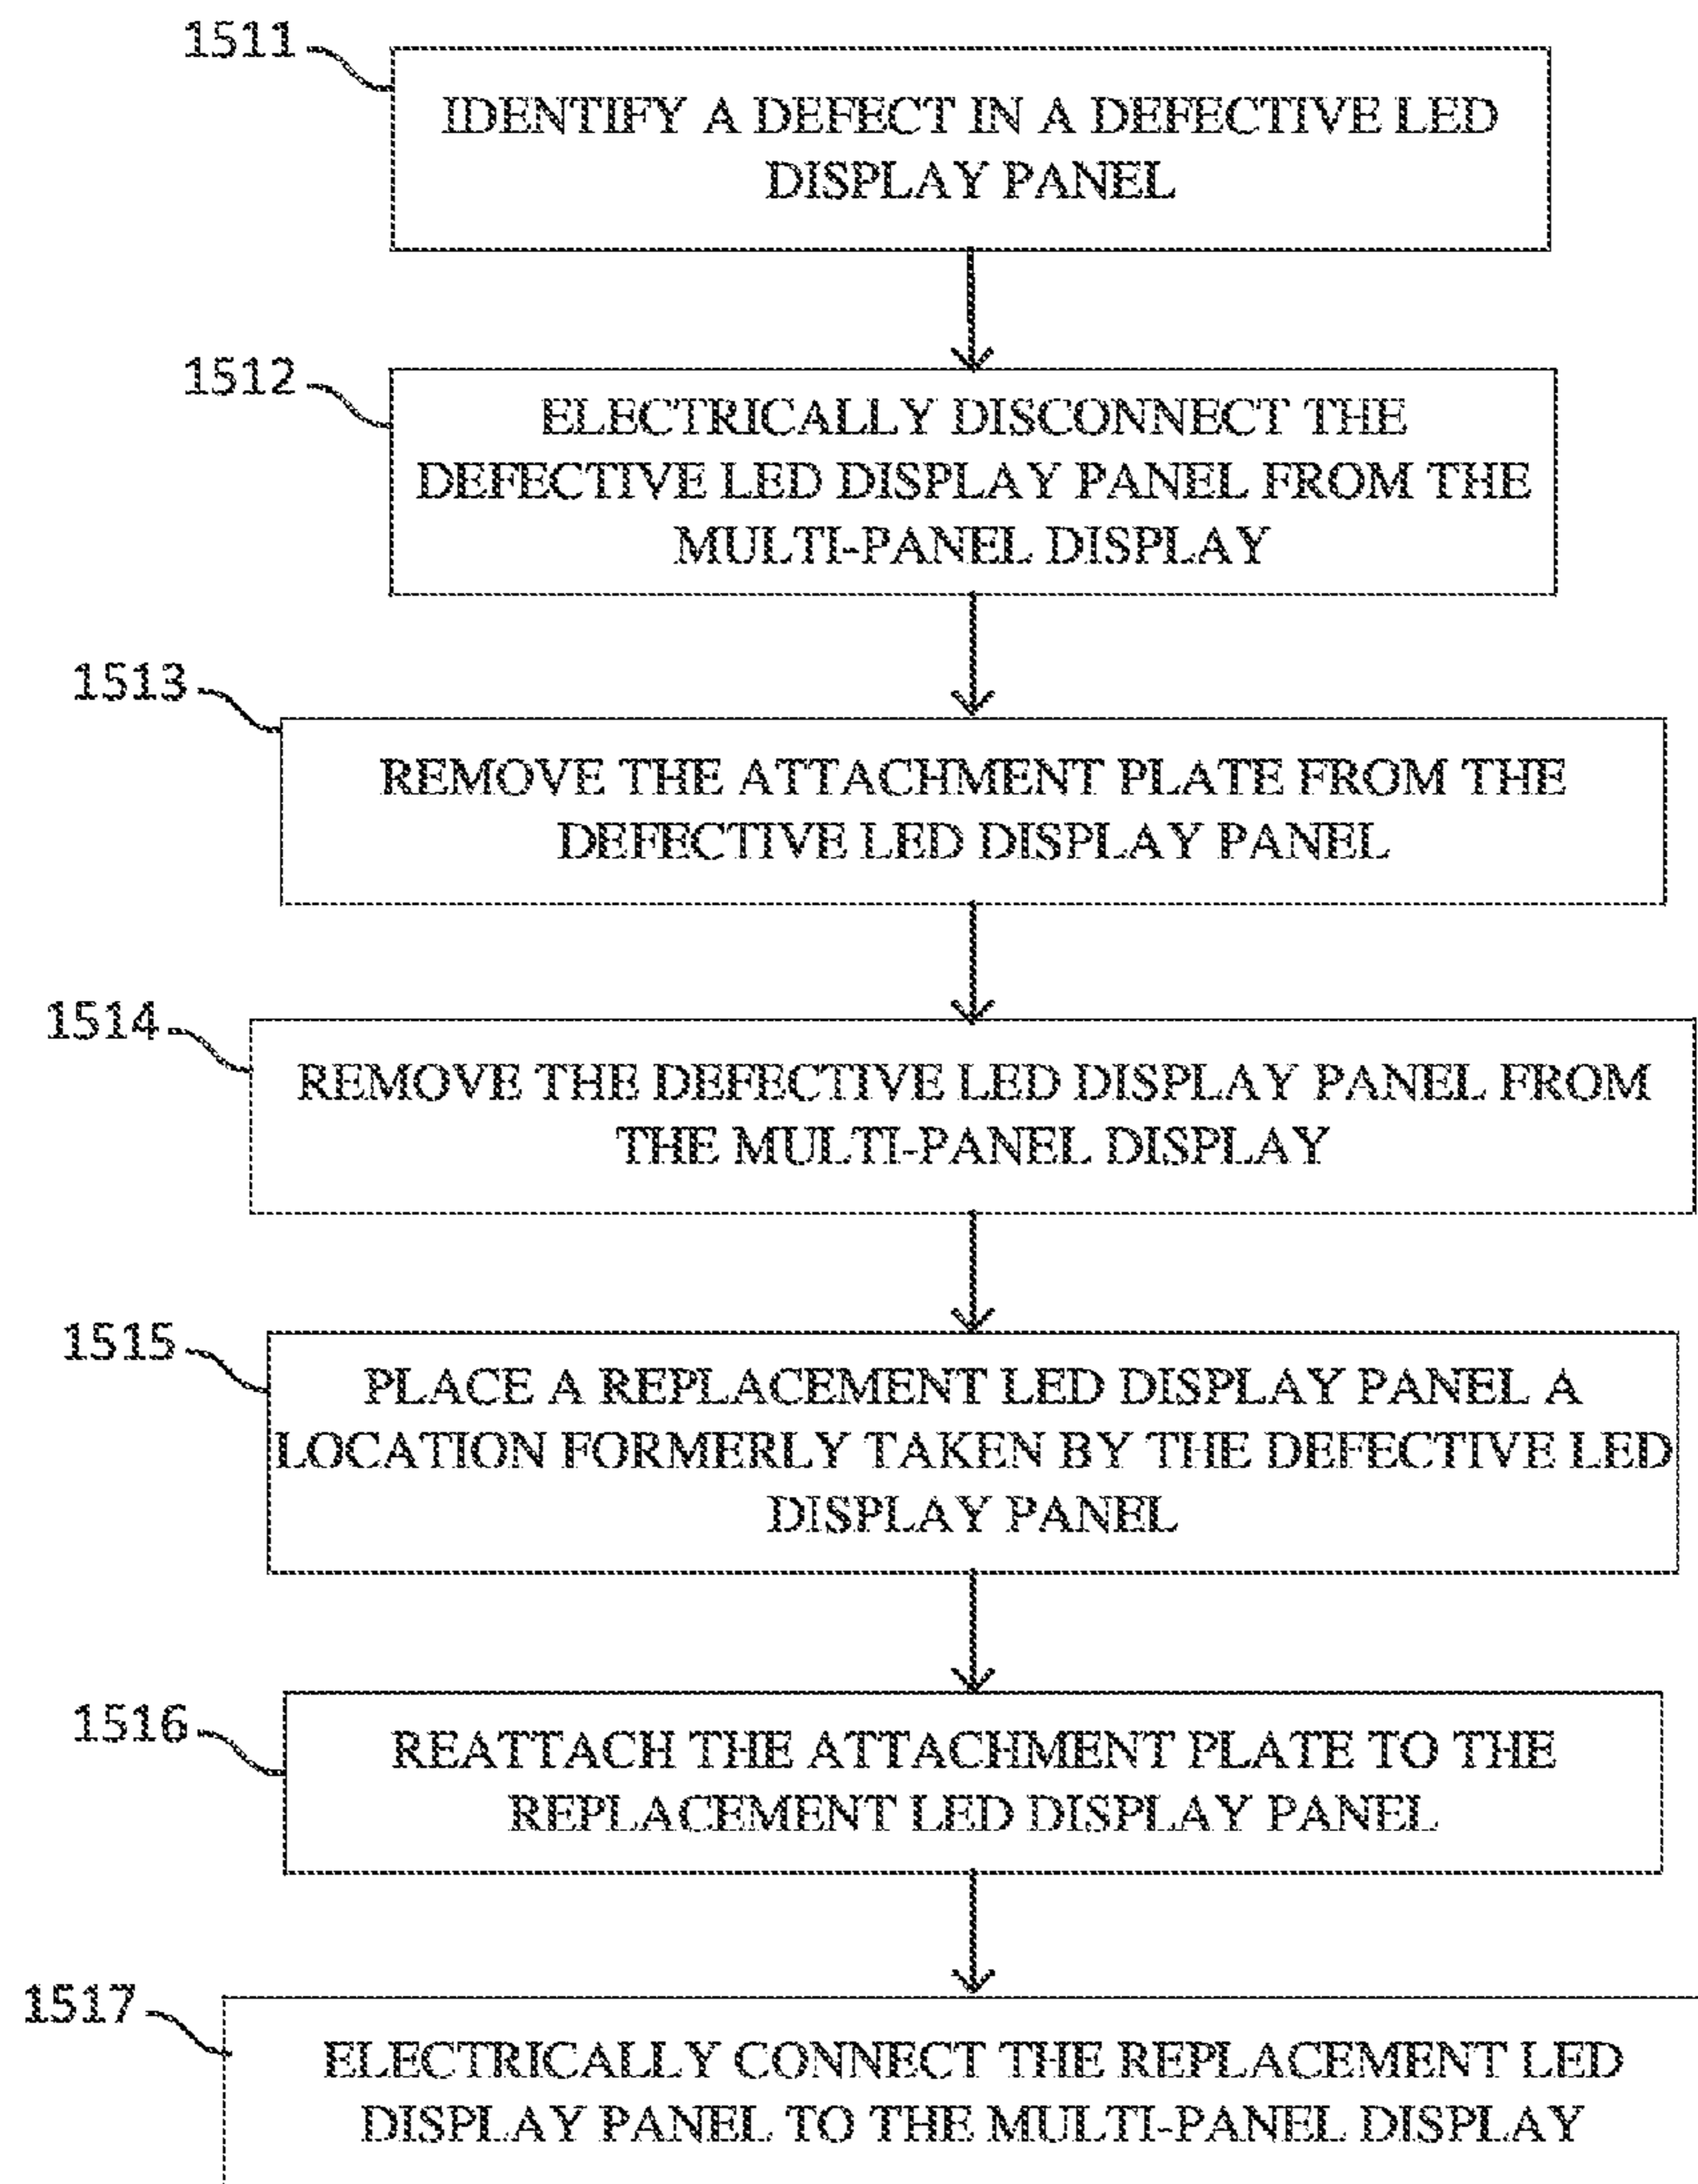 1511
IDENTIFY A DEFECT IN A DEFECTIVE LED
DISPLAY PANEL
1512
ELECTRICALLY DISCONNECT THE
DEFECTIVE LED DISPLAY PANEL FROM THE
MULTI-PANEL DISPLAY
1513
REMOVE THE ATTACHMENT PLATE FROM THE
DEFECTIVE LED DISPLAY PANEL
1514
REMOVE THE DEFECTIVE LED DISPLAY PANEL FROM
THE MULTI-PANEL DISPLAY
1515
PLACE A REPLACEMENT LED DISPLAY PANEL A
LOCATION FORMERLY TAKEN BY THE DEFECTIVE LED
DISPLAY PANEL
1516
REATTACH THE ATTACHMENT PLATE TO THE
REPLACEMENT LED DISPLAY PANEL
1517
ELECTRICALLY CONNECT THE REPLACEMENT LED
DISPLAY PANEL TO THE MULTI-PANEL DISPLAY